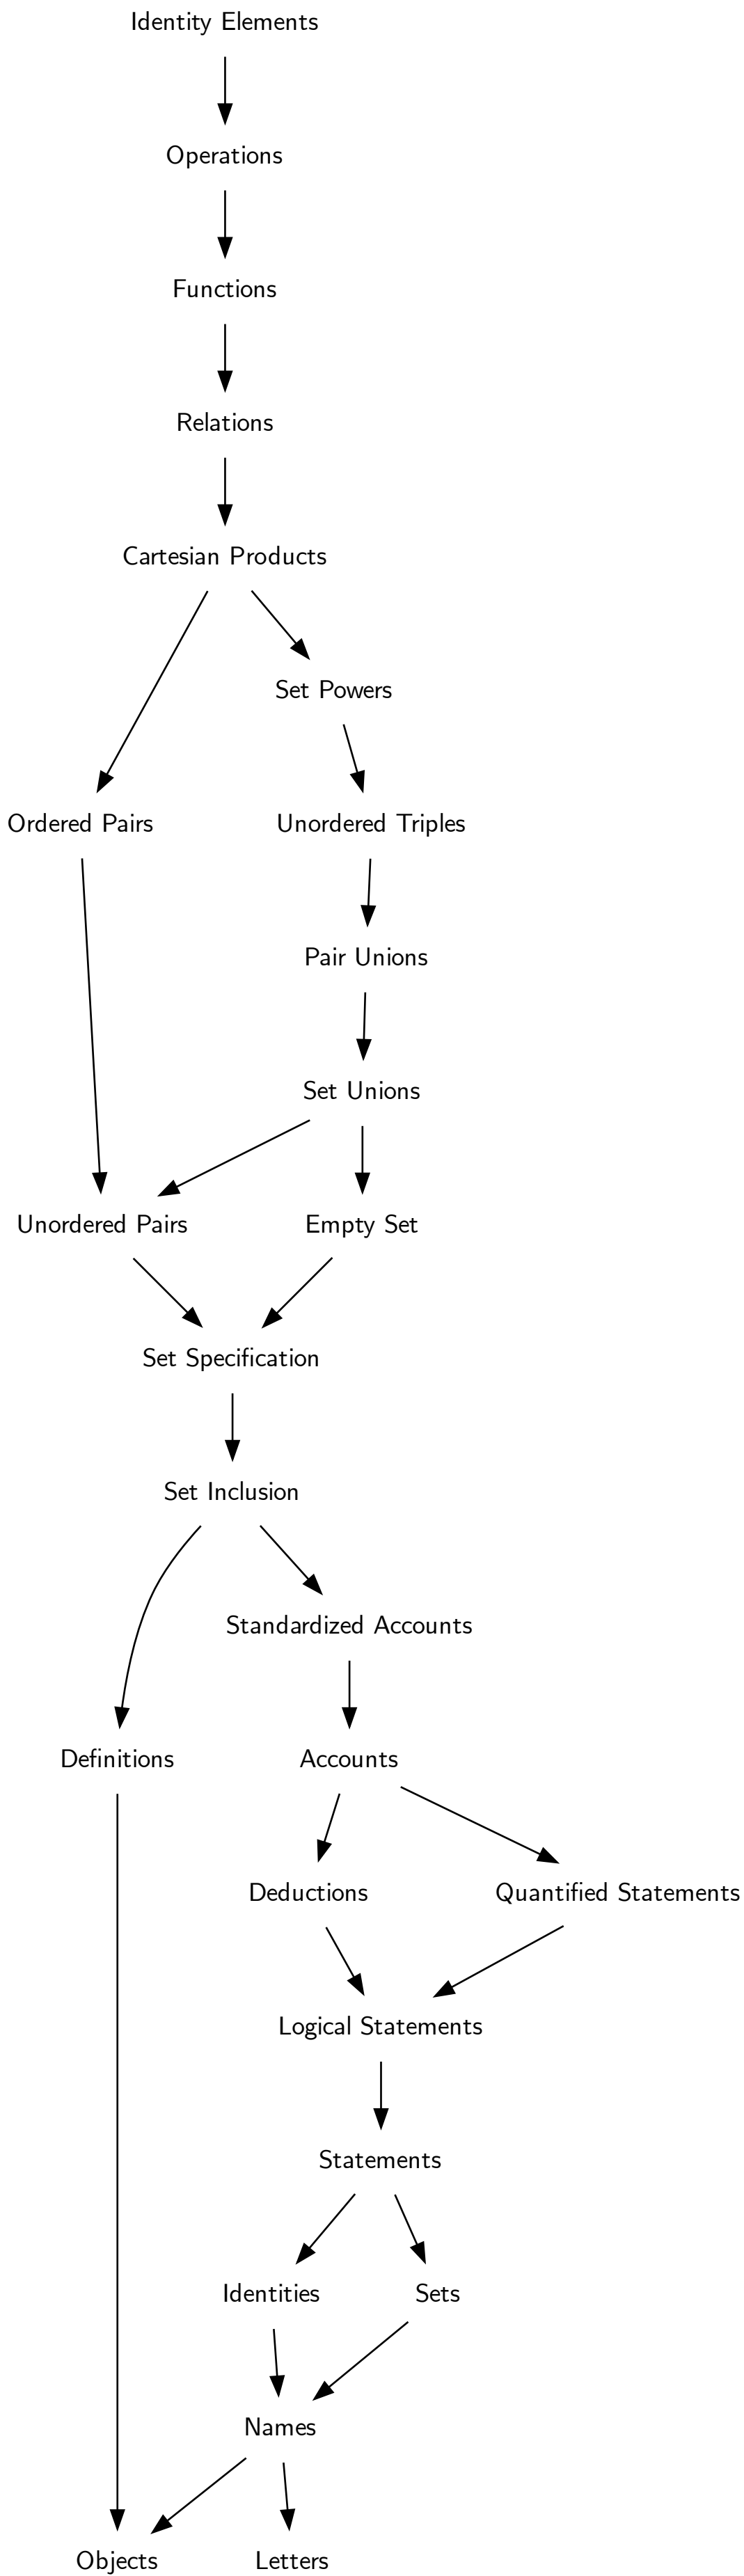 Identity Elements
Operations
Functions
Relations
Cartesian Products
Set Powers
Ordered Pairs
Unordered Triples
Pair Unions
Set Unions
Unordered Pairs
Empty Set
Set Specification
Set Inclusion
Standardized Accounts
Definitions
Accounts
Deductions
Quantified Statements
Logical Statements
Statements
Identities
Sets
Names
Objects
Letters